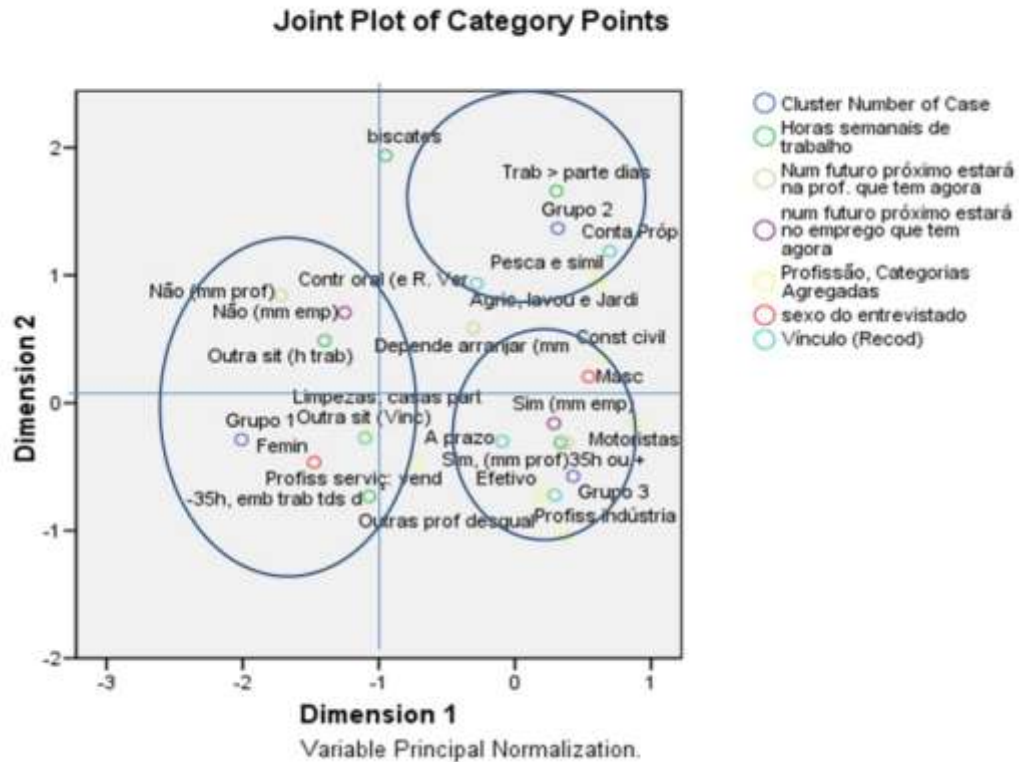 Joint Plot of Category Points
Cluster Number of Case
Horas semanais de
trabalho
Num futuro próximo estará
na prof. que tem agora
num futuro próximo estará
no emprego que tem
agora
Profissão, Categorias
Agregadas
sexo do entrevistado
Vínculo (Recod)
Dimension 2
2
1
0
-1
-2
biscates
Trab > parte dias
Grupo 2
Conta Próp
Pesca e simil
Contr oral (e R. Ver
Não (mm prof)
Agric, lavou e Jardi
Não (mm emp)
Const civil
Depende arranjar (mm
Outra sit (h trab)
Masc
Limpezas, casas part
Sim (mm emp)
Grupo 1
Outra sit (Vinc)
A prazo
Motoristas
Femin
Sim, (mm prof)
35h ou +
Profiss serviç: vend
Efetivo
Grupo 3
-35h, emb trab tds d
Outras prof desqual
Profiss indústria
-3
-2
-1
0
1
Dimension 1
Variable Principal Normalization.